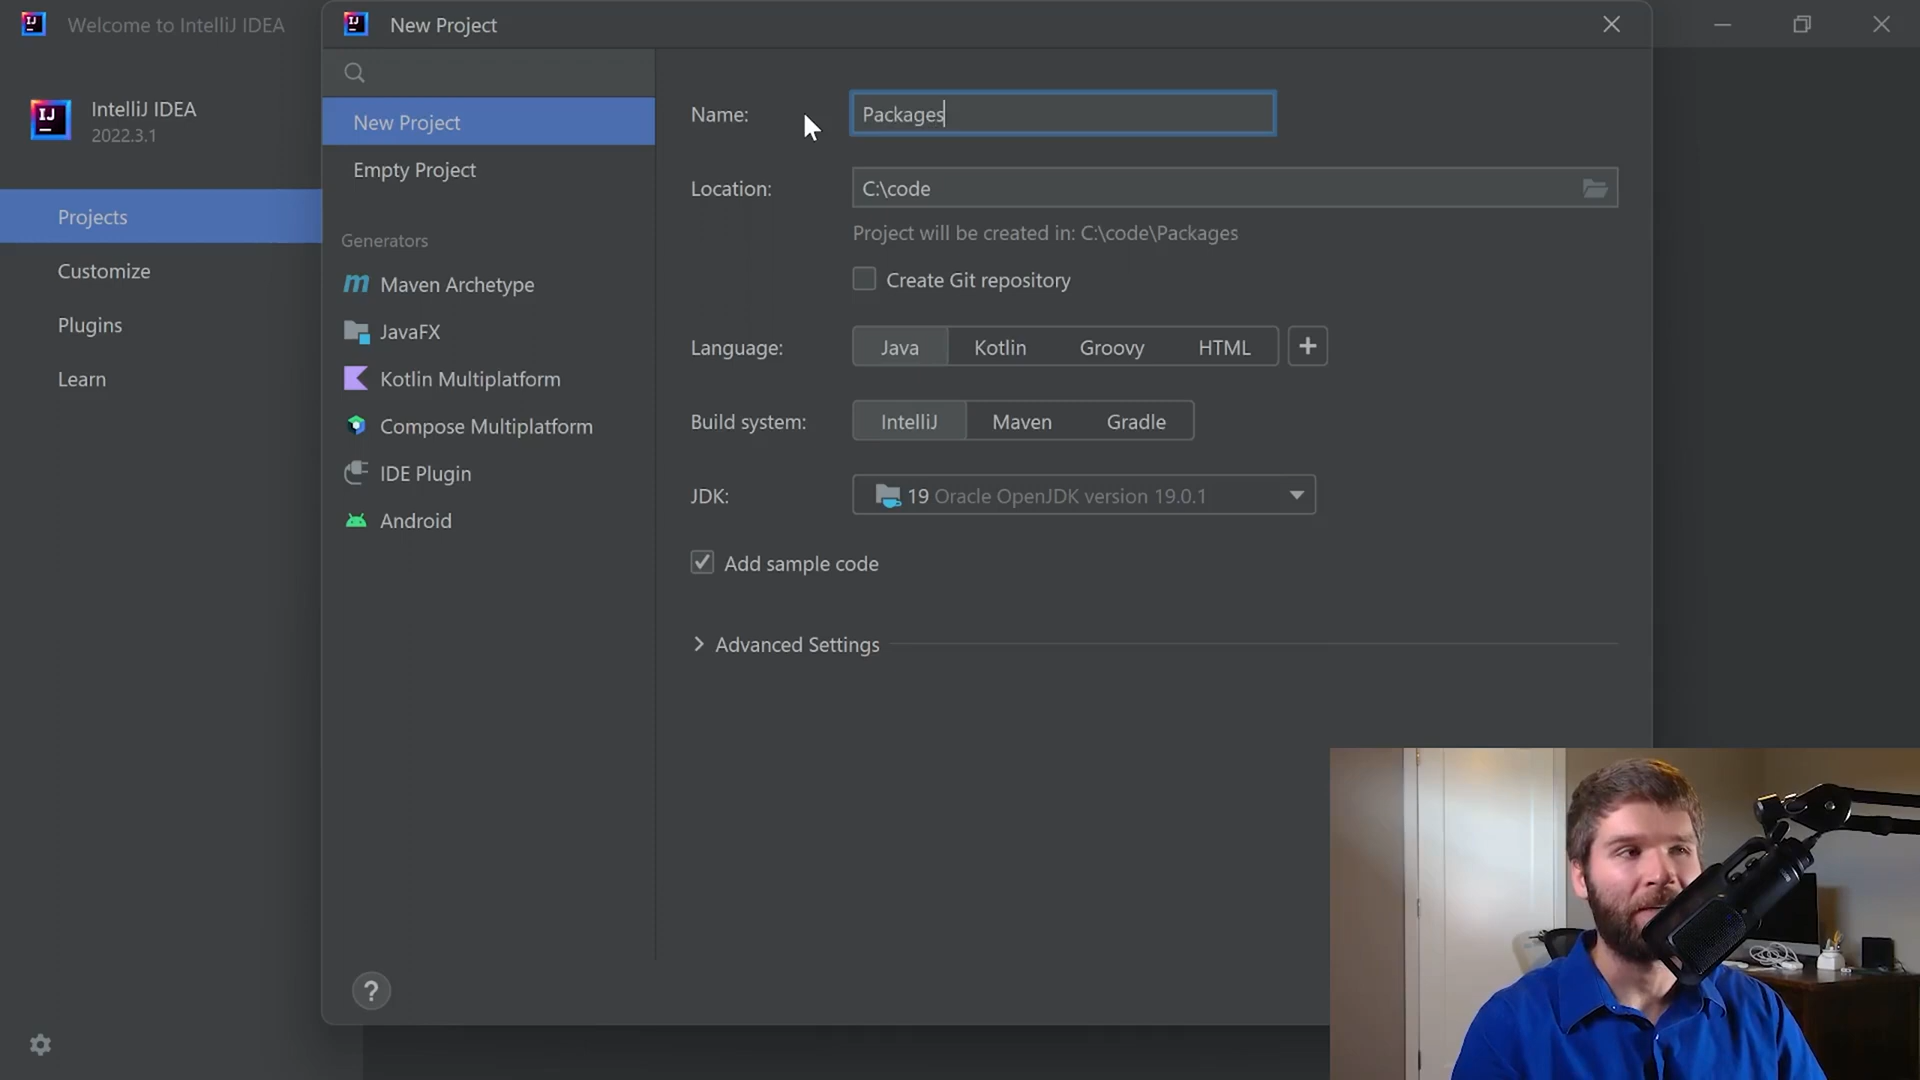 Welcome to IntelliJ IDEA
IntelliJ IDEA
2022.3.1
Projects
Customize
Plugins
Learn
New Project
New Project
Empty Project
Generators
Maven Archetype
JavaFX
Kotlin Multiplatform
Compose Multiplatform
IDE Plugin
Android
?
Name: Packages
Location: C:\code
Project will be created in: C:\code\Packages
Create Git repository
Language: Java Kotlin Groovy HTML +
Build system: IntelliJ Maven Gradle
JDK: 19 Oracle OpenJDK version 19.0.1
Add sample code
Advanced Settings